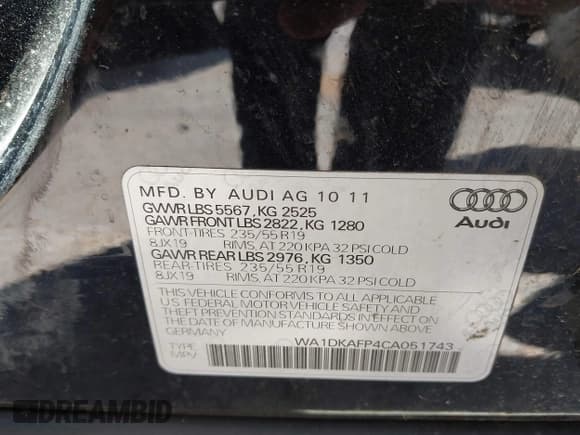 MFD. BY AUDI AG 10 11
GVWR LBS 5567, KG 2525
GAWR FRONT LBS 2822, KG 1280
FRONT-TIRES 235/55 R19
8JX19 RIMS, AT 220 KPA 32 PSI COLD
GAWR REAR LBS 2976, KG 1350
REAR-TIRES 235/55 R19
8JX19 RIMS, AT 220 KPA 32 PSI COLD
THIS VEHICLE CONFORMS TO ALL APPLICABLE
U.S. FEDERAL MOTOR VEHICLE SAFETY AND
THEFT PREVENTION STANDARDS IN EFFECT ON
THE DATE OF MANUFACTURE SHOWN ABOVE
GERMANY
TYPE: WA1DKAFP4CA051743
MPV
Audi
DREAMBID